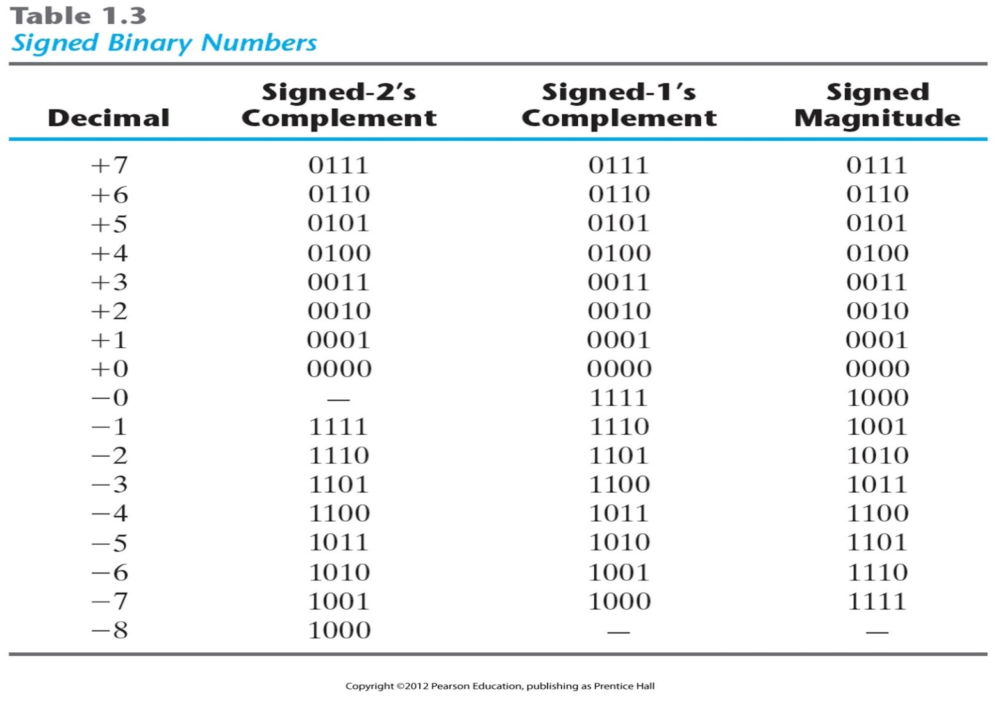 Table 1.3
Signed Binary Numbers
Signed-2's Signed-1's Signed
Decimal Complement Complement Magnitude
+7 0111 0111 0111
+6 0110 0110 0110
+5 0101 0101 0101
+4 0100 0100 0100
+3 0011 0011 0011
+2 0010 0010 0010
+1 0001 0001 0001
+0 0000 0000 0000
−0 — 1111 1000
−1 1111 1110 1001
−2 1110 1101 1010
−3 1101 1100 1011
−4 1100 1011 1100
−5 1011 1010 1101
−6 1010 1001 1110
−7 1001 1000 1111
−8 1000 — —
Copyright ©2012 Pearson Education, publishing as Prentice Hall